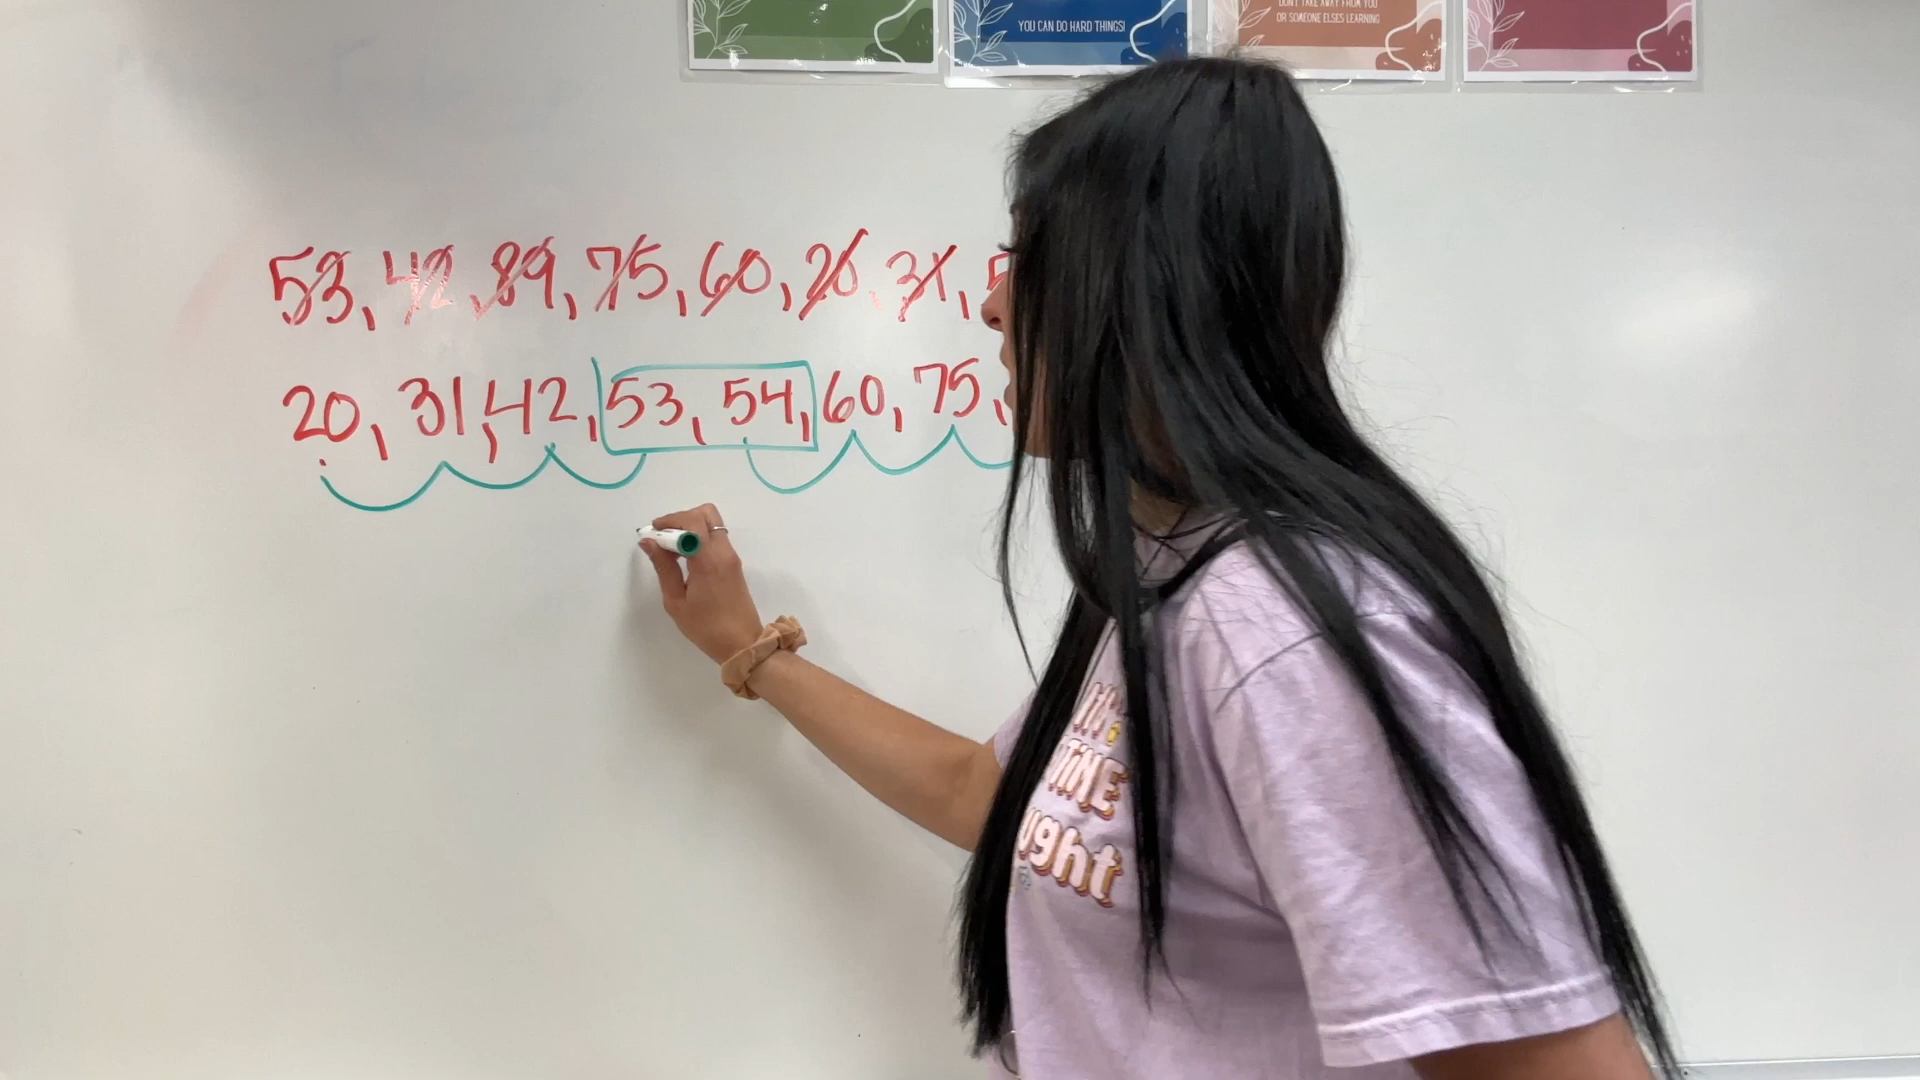 YOU CAN DO HARD THINGS!
DON'T TAKE AWAY FROM YOU
OR SOMEONE ELSES LEARNING
53, 42, 89, 75, 60, 20, 31, 5
20, 31, 42, 53, 54, 60, 75,